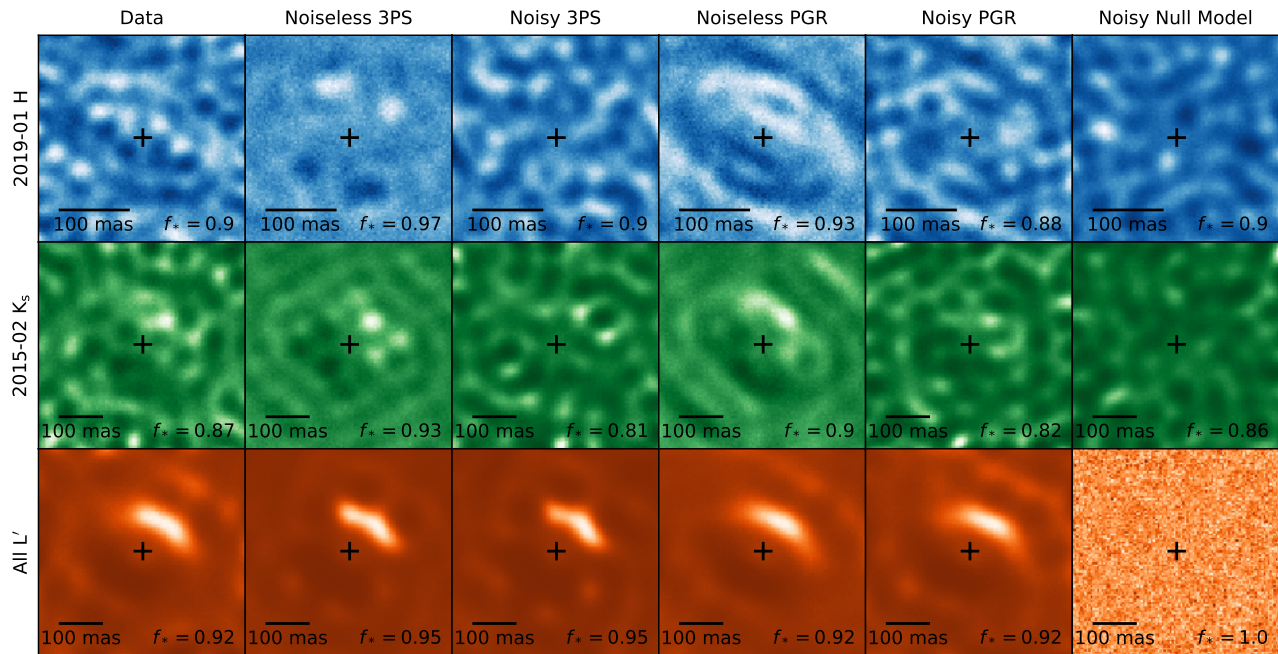 Data Noiseless 3PS Noisy 3PS Noiseless PGR Noisy PGR Noisy Null Model
2019-01 H
100 mas f* = 0.9 100 mas f* = 0.97 100 mas f* = 0.9 100 mas f* = 0.93 100 mas f* = 0.88 100 mas f* = 0.9
2015-02 Ks
100 mas f* = 0.87 100 mas f* = 0.93 100 mas f* = 0.81 100 mas f* = 0.9 100 mas f* = 0.82 100 mas f* = 0.86
All L′
100 mas f* = 0.92 100 mas f* = 0.95 100 mas f* = 0.95 100 mas f* = 0.92 100 mas f* = 0.92 100 mas f* = 1.0